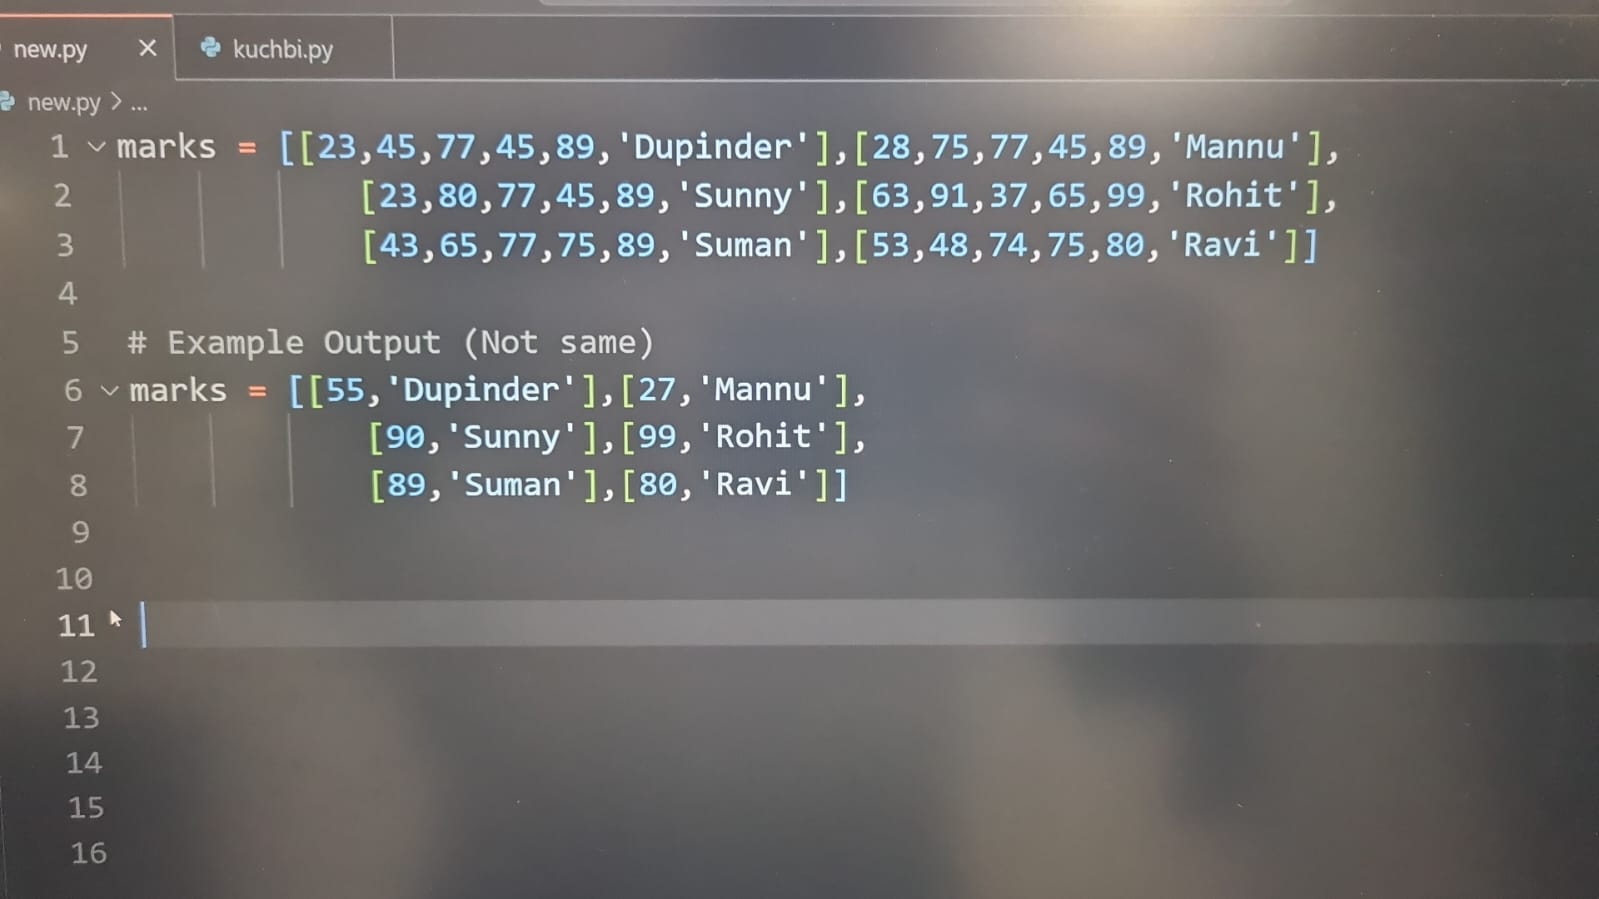 new.py × kuchbi.py
new.py > ...
1 marks = [[23,45,77,45,89,'Dupinder'],[28,75,77,45,89,'Mannu'],
2 [23,80,77,45,89,'Sunny'],[63,91,37,65,99,'Rohit'],
3 [43,65,77,75,89,'Suman'],[53,48,74,75,80,'Ravi']]
4
5 # Example Output (Not same)
6 marks = [[55,'Dupinder'],[27,'Mannu'],
7 [90,'Sunny'],[99,'Rohit'],
8 [89,'Suman'],[80,'Ravi']]
9
10
11
12
13
14
15
16